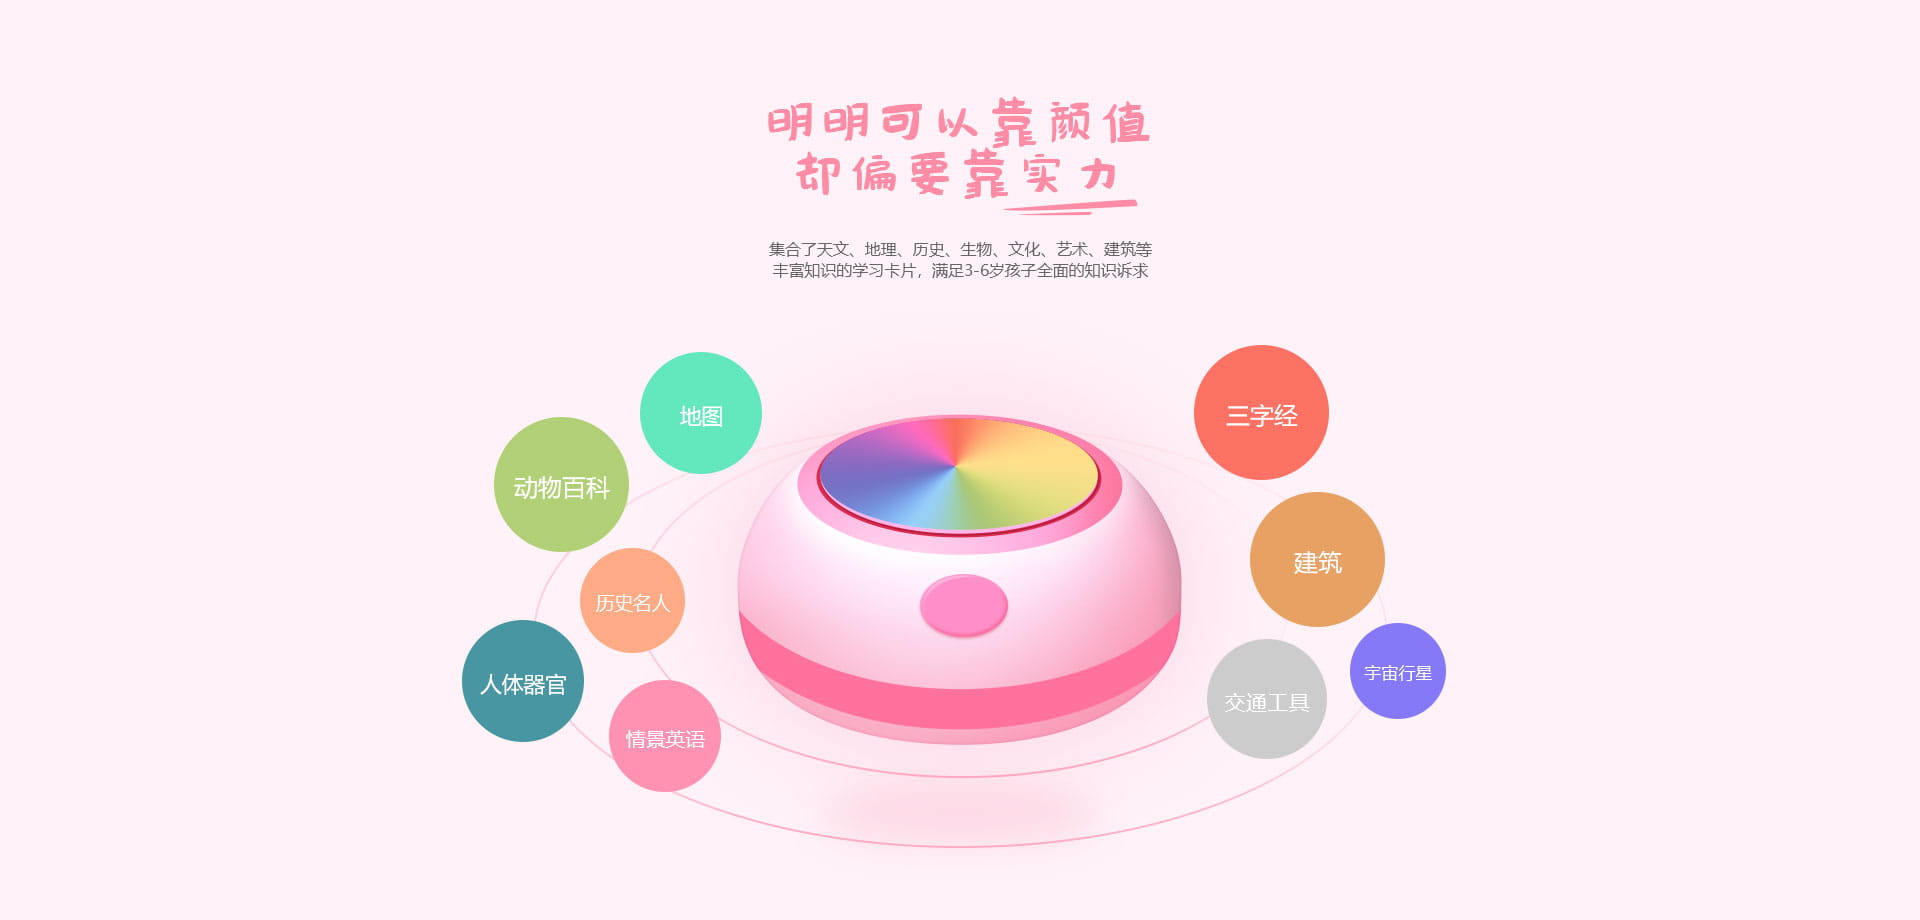 明明可以靠颜值
却偏要靠实力
集合了天文、地理、历史、生物、文化、艺术、建筑等
丰富知识的学习卡片，满足3-6岁孩子全面的知识诉求
地图
三字经
动物百科
建筑
历史名人
人体器官
宇宙行星
交通工具
情景英语